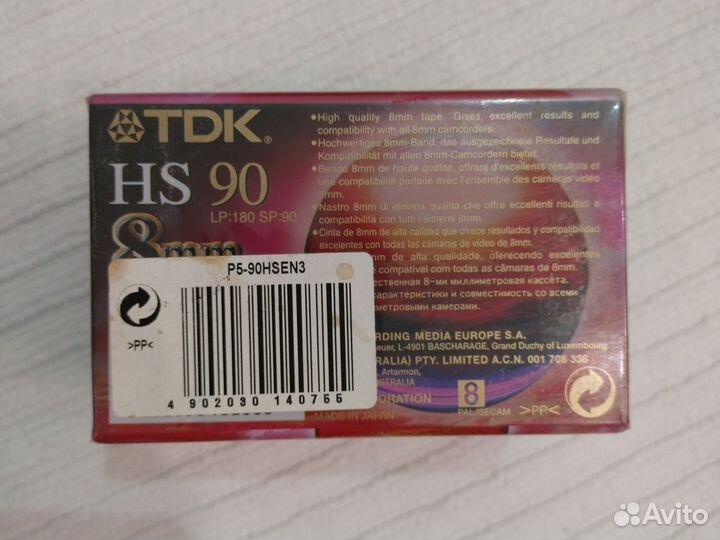 TDK®
HS 90
LP:180 SP:90
8mm
•High quality 8mm tape. Gives excellent results and
compatibility with all 8mm camcorders.
•Hochwertiges 8mm-Band, das ausgezeichnete Resultate und
Kompatibilität mit allen 8mm-Camcordern bietet.
•Bande 8mm de haute qualité, offrant d'excellents résultats et
une compatibilité parfaite avec l'ensemble des caméras vidéo
8mm.
•Nastro 8mm di elevata qualità che offre eccellenti risultati e
compatibilità con tutti i sistemi 8mm.
•Cinta de 8mm de alta calidad que ofrece resultados y compatibilidad
excelentes con todas las cámaras de vídeo de 8mm.
mm de alta qualidade, oferecendo excelentes
compatível com todas as câmaras de 8mm.
ественная 8-ми миллиметровая кассета.
характеристики и совместимость со всеми
метровыми камерами.
P5-90HSEN3
4 902030 140755
>PP<
RDING MEDIA EUROPE S.A.
L-4901 BASCHARAGE, Grand Duchy of Luxembourg
RALIA) PTY. LIMITED A.C.N. 001 708 336
Artarmon,
STRALIA
ORATION
MADE IN JAPAN
8
PAL/SECAM
>PP<
Avito